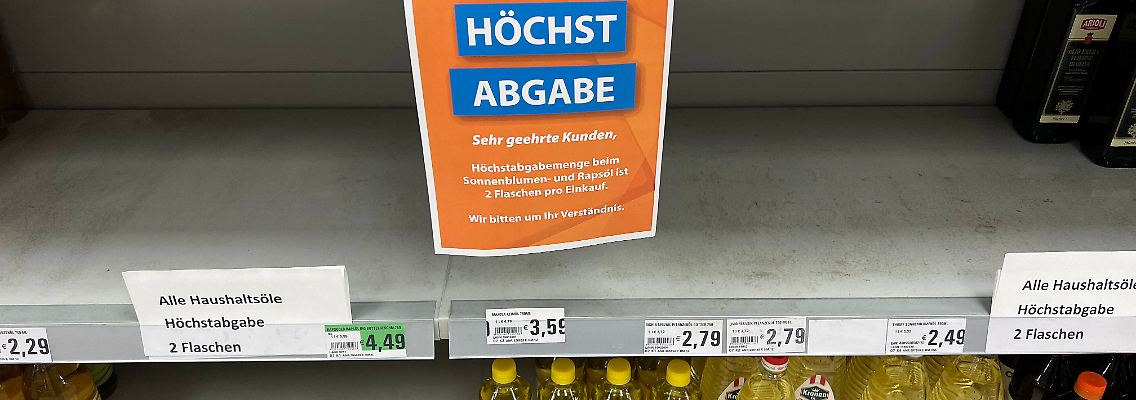 HÖCHST
ABGABE
Sehr geehrte Kunden,
Höchstabgabemenge beim
Sonnenblumen- und Rapsöl ist
2 Flaschen pro Einkauf.
Wir bitten um Ihr Verständnis.
ARIOLI
Alle Haushaltsöle
Höchstabgabe
2 Flaschen
Alle Haushaltsöle
Höchstabgabe
2 Flaschen
€2,29
€4,49
€3,59
€2,79
€2,79
€2,49